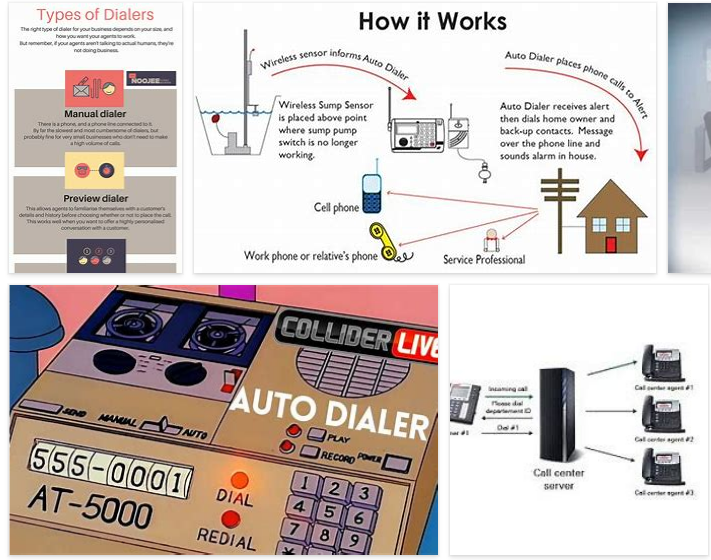 Types of Dialers
The right type of dialer for your business depends on your size, and
how you want your agents to work.
But remember, if your agents aren't talking to actual humans, they're
not doing business.
NOOJEE
Manual dialer
There is a phone, and a phone line connected to it.
By far the slowest and most cumbersome of dialers, but
probably fine for very small businesses who don't need to make
a high volume of calls.
Preview dialer
This allows agents to familiarise themselves with a customer's
details and history before choosing whether or not to place the call.
This works well when you want to offer a highly personalised
conversation with a customer.
How it Works
Wireless sensor informs Auto Dialer
Auto Dialer places phone calls to Alert
Wireless Sump Sensor
is placed above point
where sump pump
switch is no longer
working.
Auto Dialer receives alert
then dials home owner and
back-up contacts. Message
over the phone line and
sounds alarm in house.
Cell phone
Work phone or relative's phone
Service Professional
COLLIDER LIVE
AUTO DIALER
SEND
MANUAL
AUTO
PLAY
RECORD
POWER
555-0001
AT-5000
DIAL
REDIAL
1 2 3
4 5 6
7 8 9
*
Incoming call
Please dial
departement ID
Dial #1
Call center
server
Call center agent #1
Call center agent #2
Call center agent #3